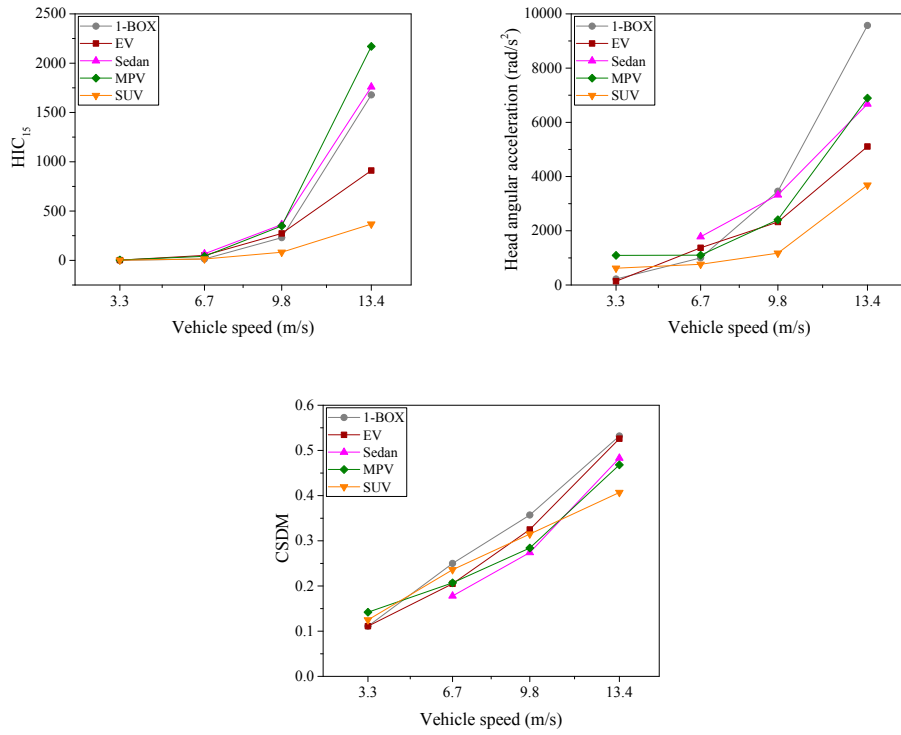 2500
2000
1500
1000
500
0
HIC₁₅
1-BOX
EV
Sedan
MPV
SUV
3.3 6.7 9.8 13.4
Vehicle speed (m/s)
10000
8000
6000
4000
2000
0
Head angular acceleration (rad/s²)
1-BOX
EV
Sedan
MPV
SUV
3.3 6.7 9.8 13.4
Vehicle speed (m/s)
0.6
0.5
0.4
0.3
0.2
0.1
0.0
CSDM
1-BOX
EV
Sedan
MPV
SUV
3.3 6.7 9.8 13.4
Vehicle speed (m/s)